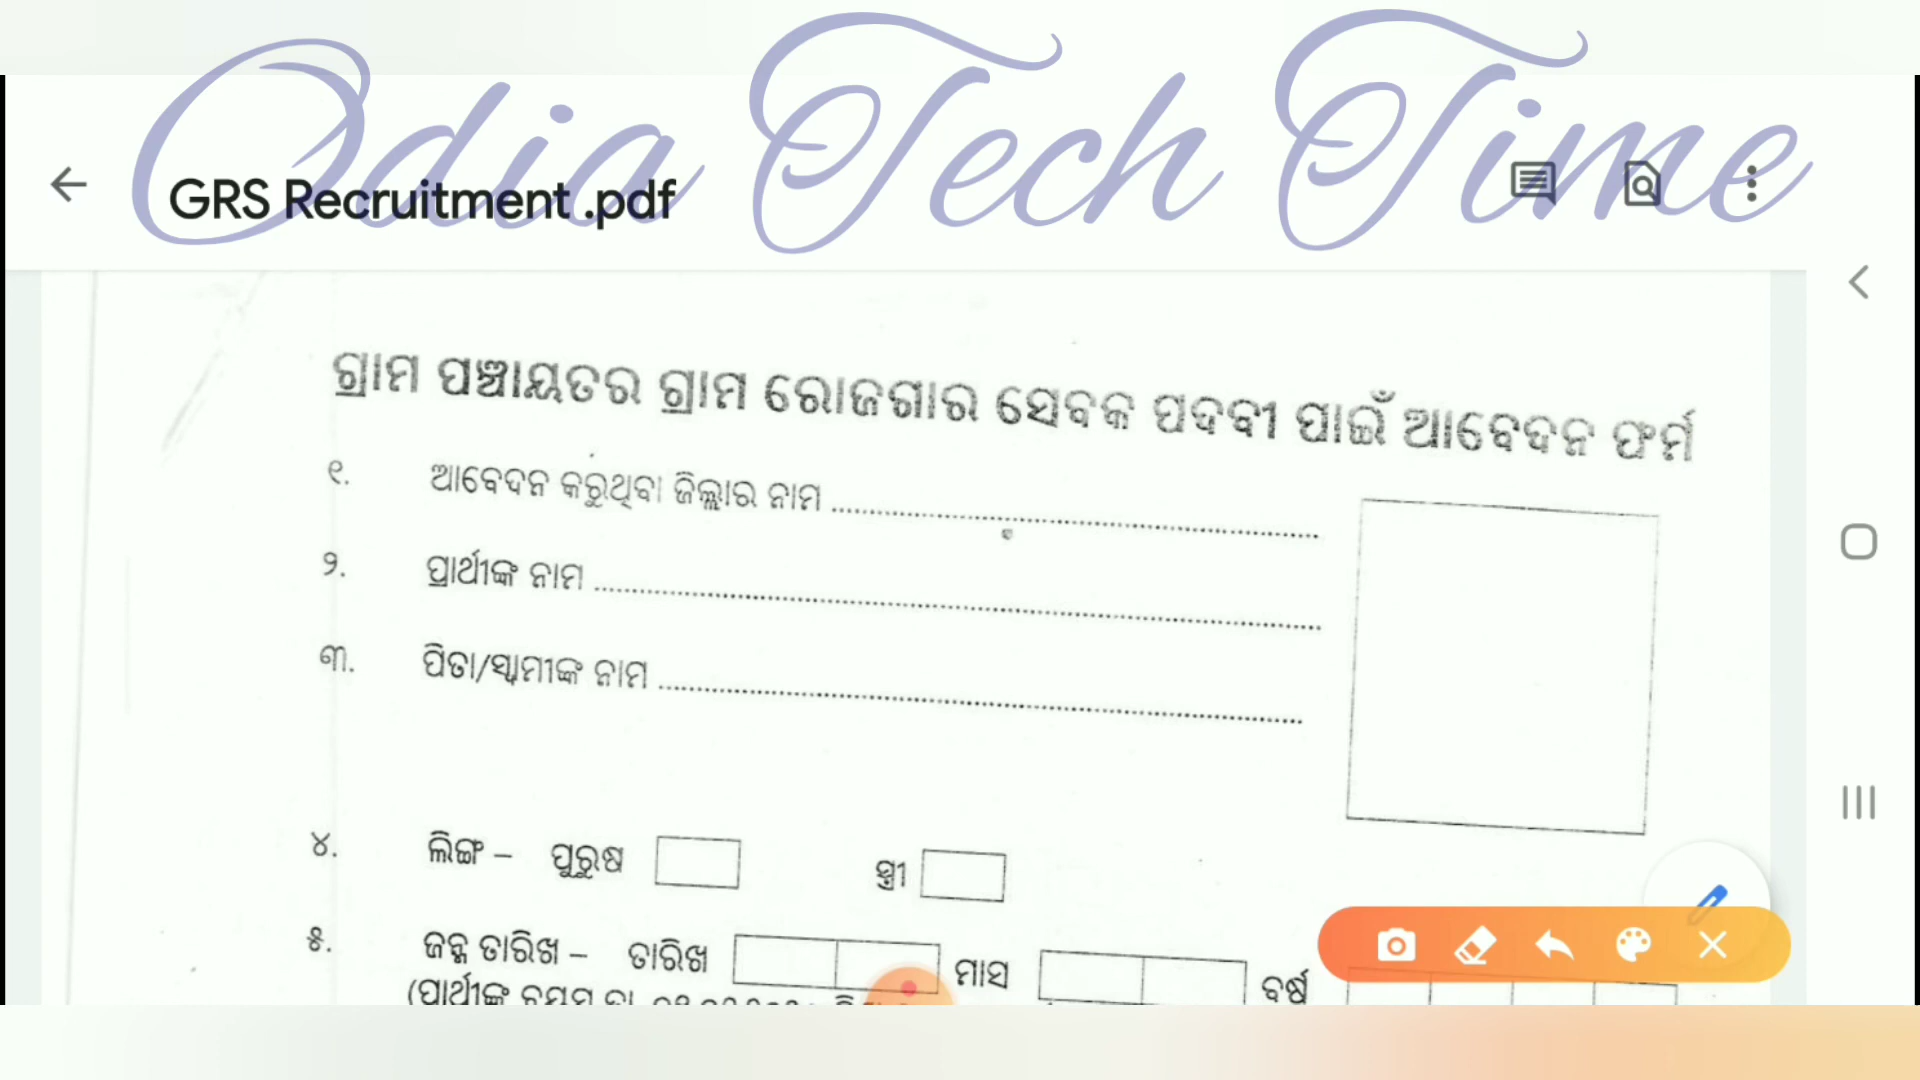 Odia Tech Time
GRS Recruitment .pdf
ଗ୍ରାମ ପଞ୍ଚାୟତର ଗ୍ରାମ ରୋଜଗାର ସେବକ ପଦବୀ ପାଇଁ ଆବେଦନ ଫର୍ମ
୧. ଆବେଦନ କରୁଥିବା ଜିଲ୍ଲାର ନାମ
୨. ପ୍ରାର୍ଥୀଙ୍କ ନାମ
୩. ପିତା/ସ୍ୱାମୀଙ୍କ ନାମ
୪. ଲିଙ୍ଗ – ପୁରୁଷ ସ୍ତ୍ରୀ
୫. ଜନ୍ମ ତାରିଖ – ତାରିଖ ମାସ ବର୍ଷ
(ପ୍ରାର୍ଥୀଙ୍କ ବୟସ ତା